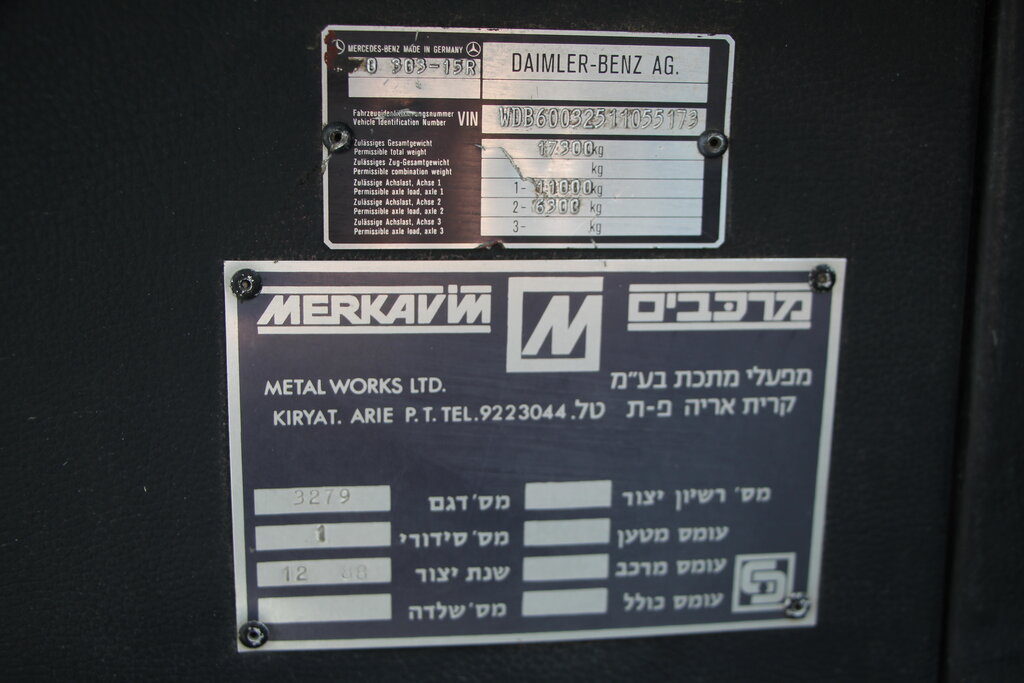 MERCEDES-BENZ MADE IN GERMANY
O 303-15R
DAIMLER-BENZ AG.
Fahrzeugidentifizierungsnummer
Vehicle Identification Number
VIN
WDB60032511055173
Zulässiges Gesamtgewicht
Permissible total weight
17300kg
Zulässiges Zug-Gesamtgewicht
Permissible combination weight
kg
Zulässige Achslast, Achse 1
Permissible axle load, axle 1
1- 11000kg
Zulässige Achslast, Achse 2
Permissible axle load, axle 2
2- 6300 kg
Zulässige Achslast, Achse 3
Permissible axle load, axle 3
3- kg
MERKAVIM M מרכבים
METAL WORKS LTD.
מפעלי מתכת בע״מ
KIRYAT. ARIE P.T. TEL.9223044.טל
קרית אריה פ-ת
מס׳ רשיון יצור
מס׳ דגם 3279
עומס מטען
מס׳ סידורי 1
עומס מרכב
שנת יצור 12 88
עומס כולל
מס׳ שלדה